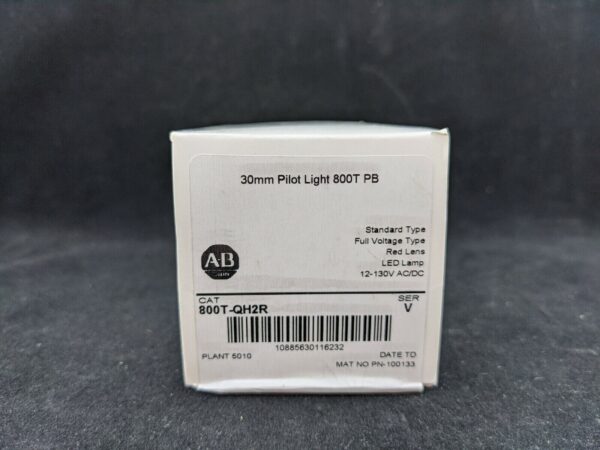 30mm Pilot Light 800T PB
Standard Type
Full Voltage Type
Red Lens
LED Lamp
12-130V AC/DC
AB
CAT
SER
800T-QH2R
V
10885630116232
PLANT 5010
DATE TD
MAT NO PN-100133